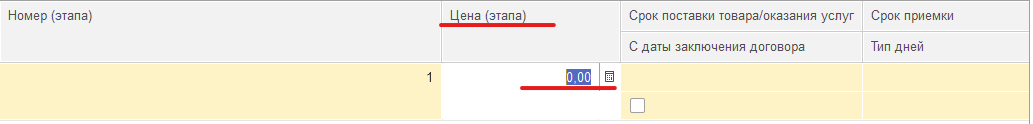 Номер (этапа) Цена (этапа) Срок поставки товара/оказания услуг Срок приемки
С даты заключения договора Тип дней
1 0,00